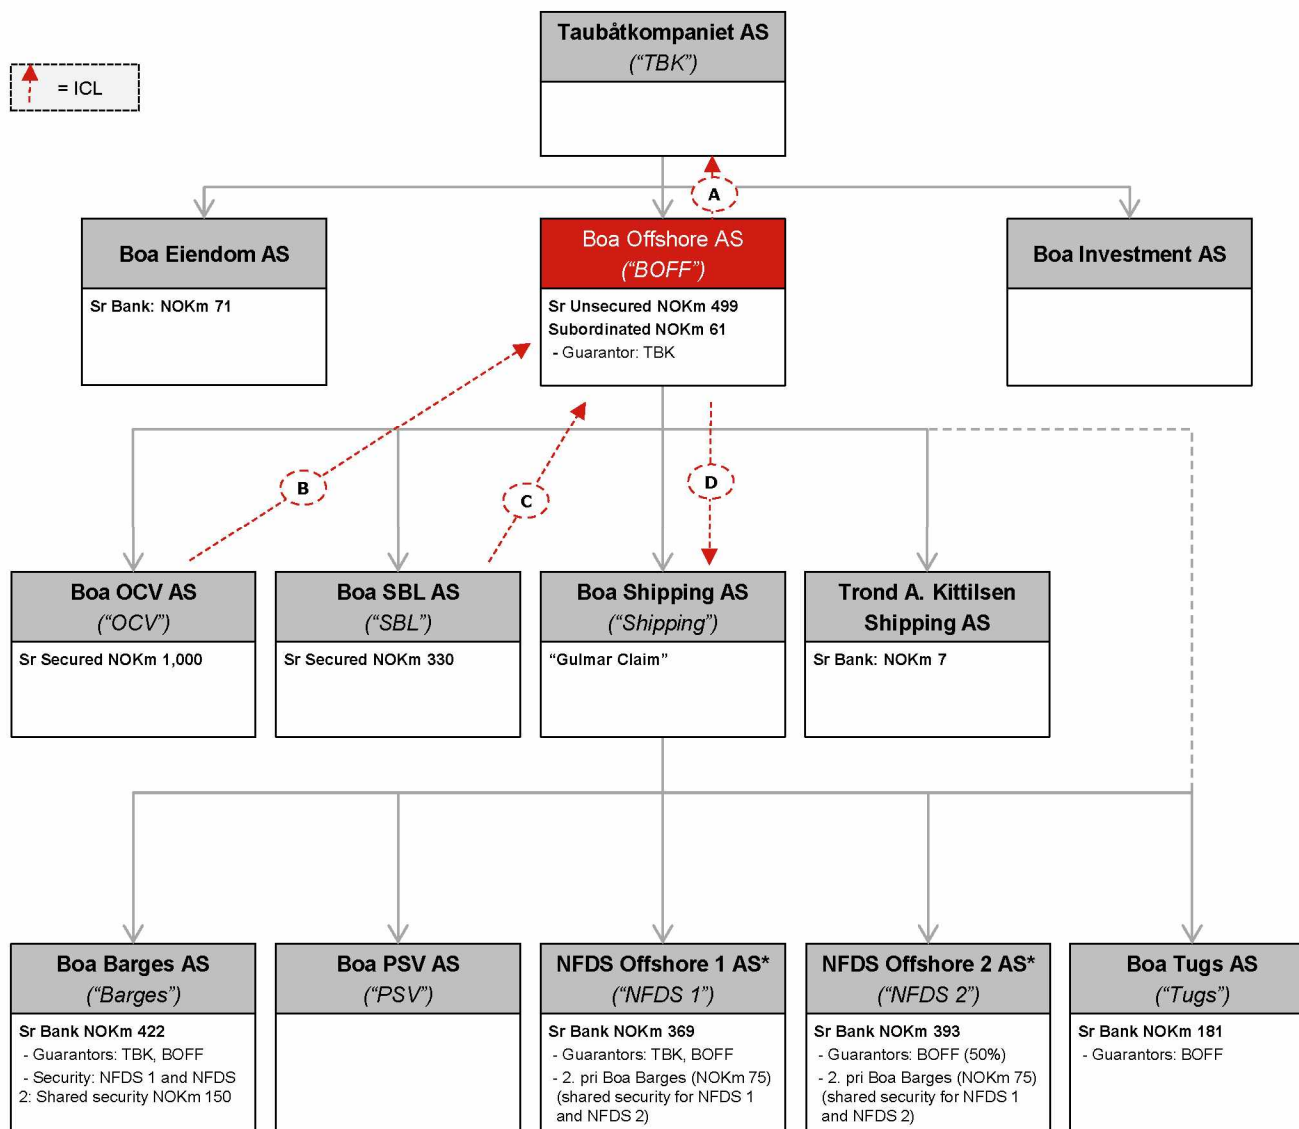 Taubåtkompaniet AS
(“TBK”)
= ICL
A
Boa Eiendom AS
Sr Bank: NOKm 71
Boa Offshore AS
(“BOFF”)
Sr Unsecured NOKm 499
Subordinated NOKm 61
- Guarantor: TBK
Boa Investment AS
B
C
D
Boa OCV AS
(“OCV”)
Sr Secured NOKm 1,000
Boa SBL AS
(“SBL”)
Sr Secured NOKm 330
Boa Shipping AS
(“Shipping”)
“Gulmar Claim”
Trond A. Kittilsen
Shipping AS
Sr Bank: NOKm 7
Boa Barges AS
(“Barges”)
Sr Bank NOKm 422
- Guarantors: TBK, BOFF
- Security: NFDS 1 and NFDS
2: Shared security NOKm 150
Boa PSV AS
(“PSV”)
NFDS Offshore 1 AS*
(“NFDS 1”)
Sr Bank NOKm 369
- Guarantors: TBK, BOFF
- 2. pri Boa Barges (NOKm 75)
(shared security for NFDS 1
and NFDS 2)
NFDS Offshore 2 AS*
(“NFDS 2”)
Sr Bank NOKm 393
- Guarantors: BOFF (50%)
- 2. pri Boa Barges (NOKm 75)
(shared security for NFDS 1
and NFDS 2)
Boa Tugs AS
(“Tugs”)
Sr Bank NOKm 181
- Guarantors: BOFF